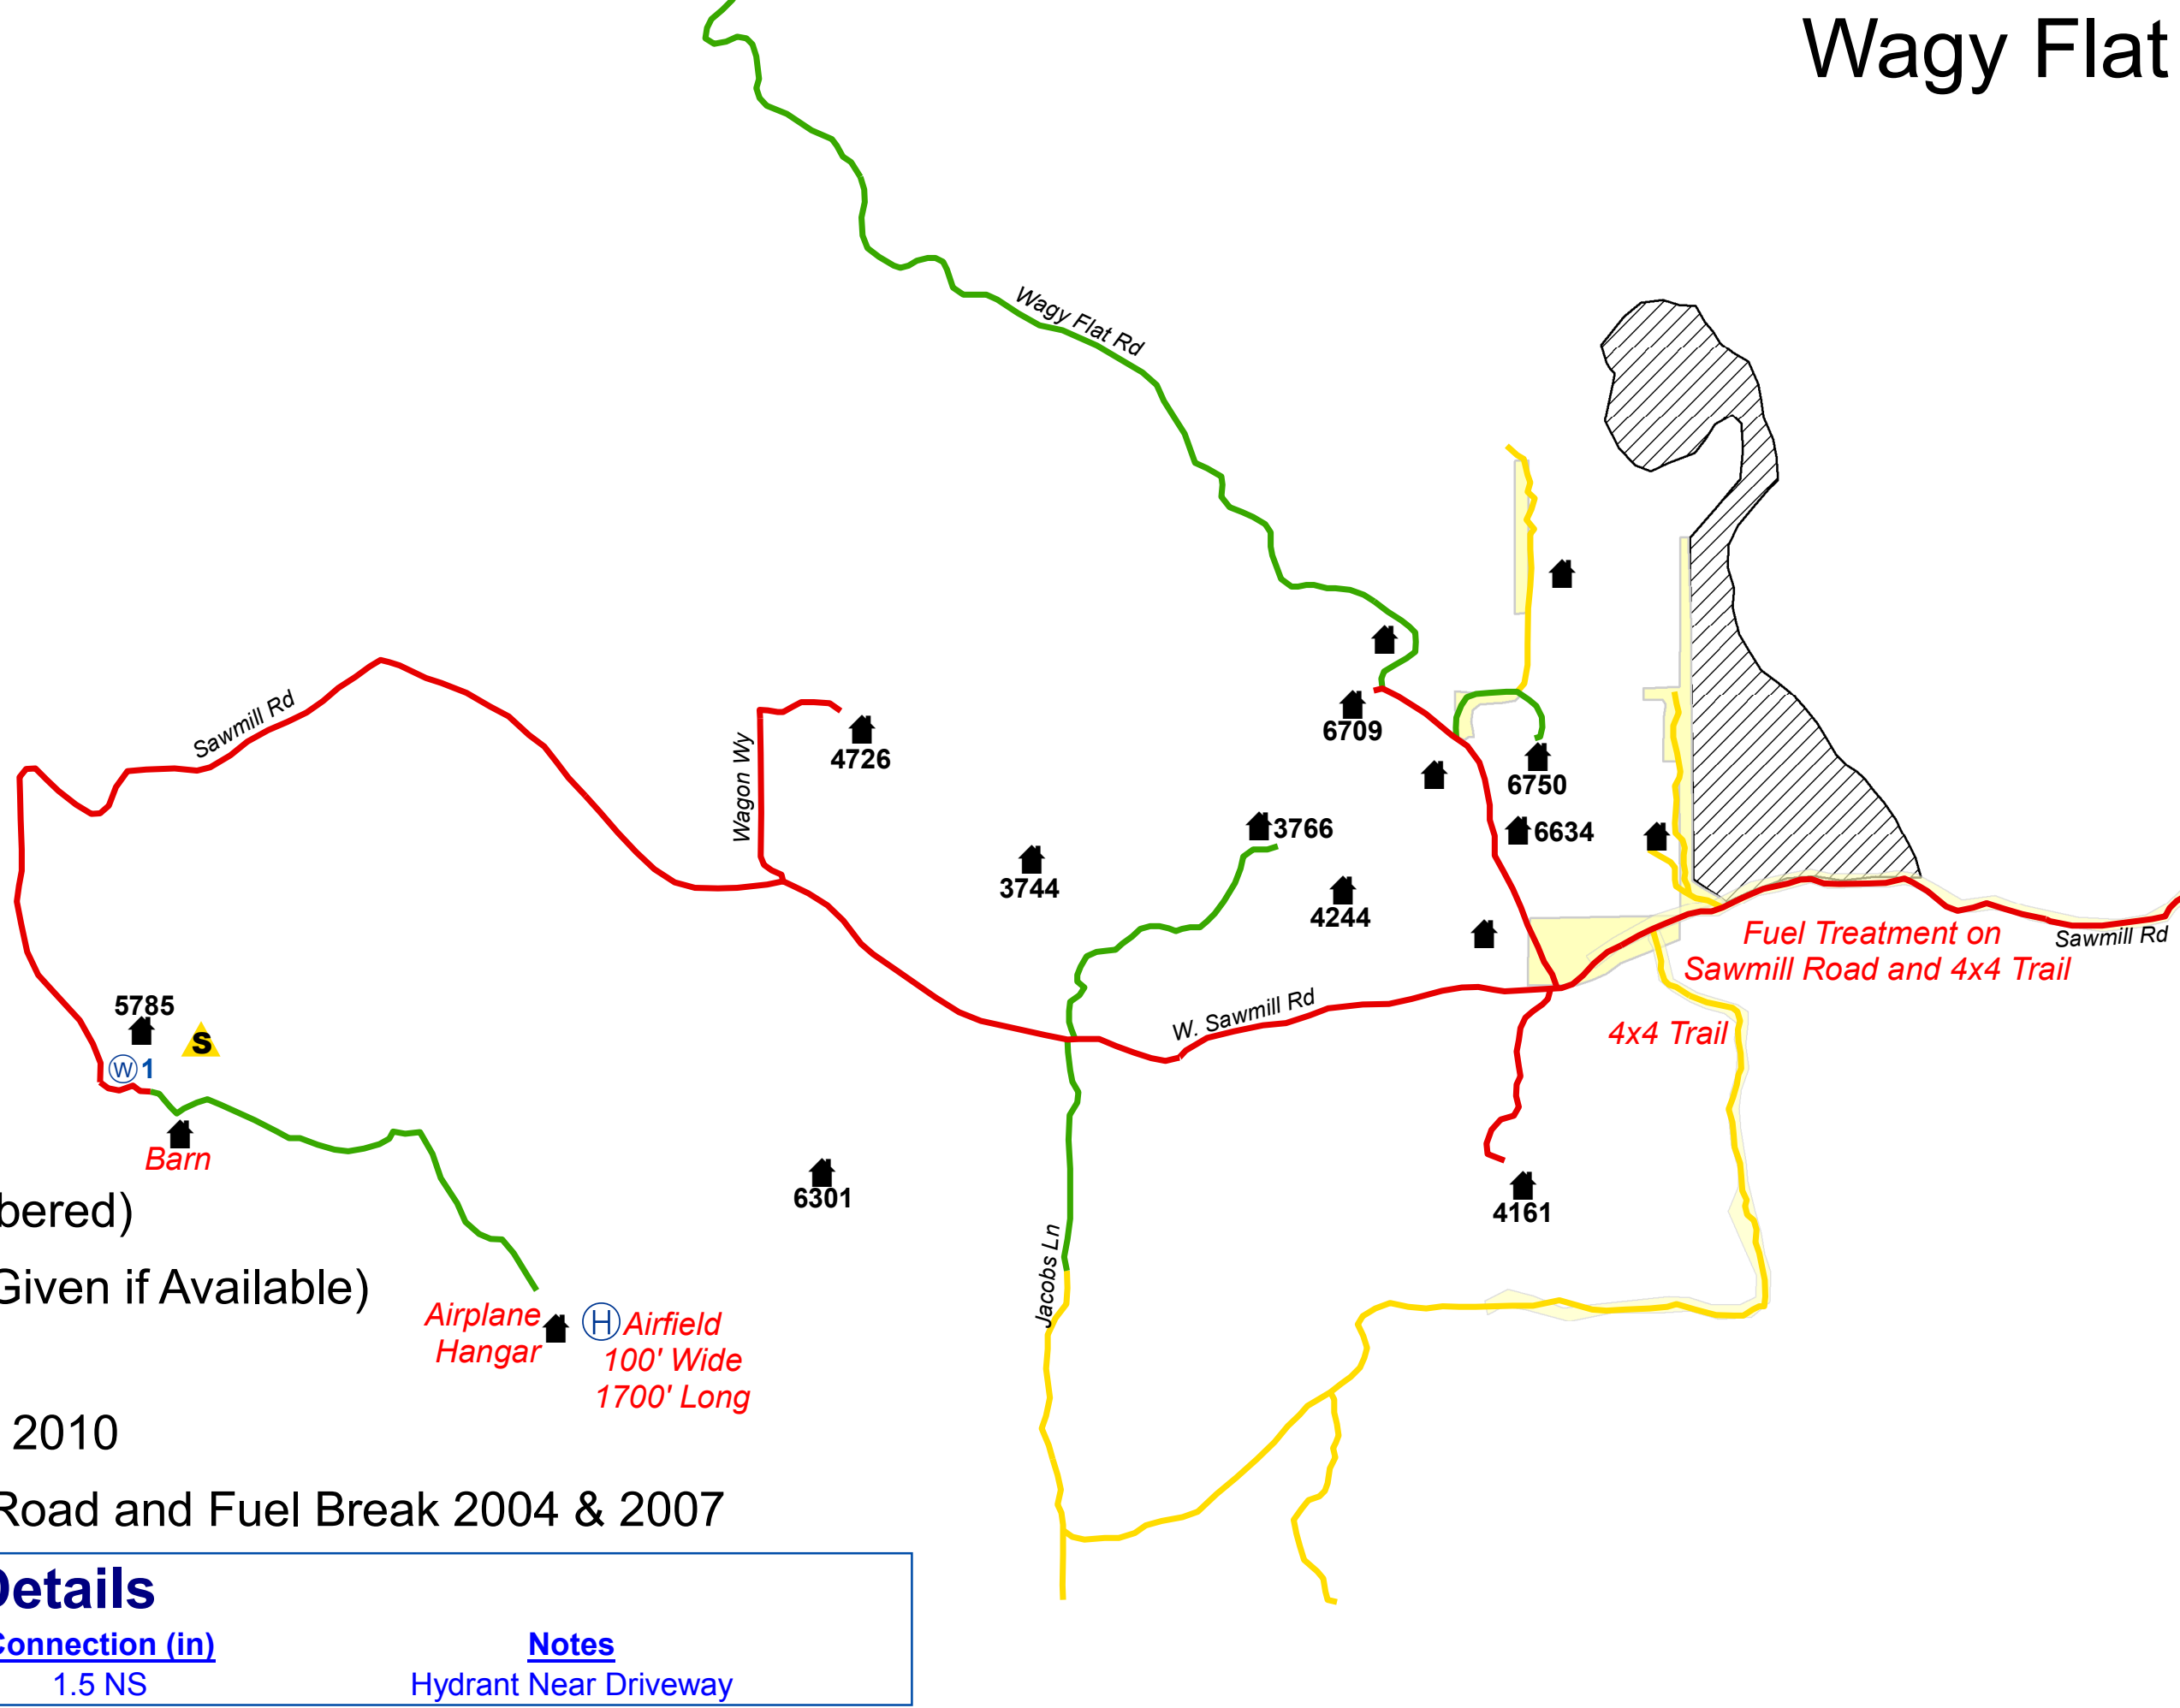 Wagy Flat
Wagy Flat Rd
Sawmill Rd
Wagon Wy
4726
6709
6750
6634
3766
3744
4244
Fuel Treatment on
Sawmill Road and 4x4 Trail
Sawmill Rd
W. Sawmill Rd
4x4 Trail
5785
W 1
S
Barn
6301
4161
Jacobs Ln
bered)
Given if Available)
Airplane
Hangar
H Airfield
100' Wide
1700' Long
2010
Road and Fuel Break 2004 & 2007
Details
Connection (in) Notes
1.5 NS Hydrant Near Driveway